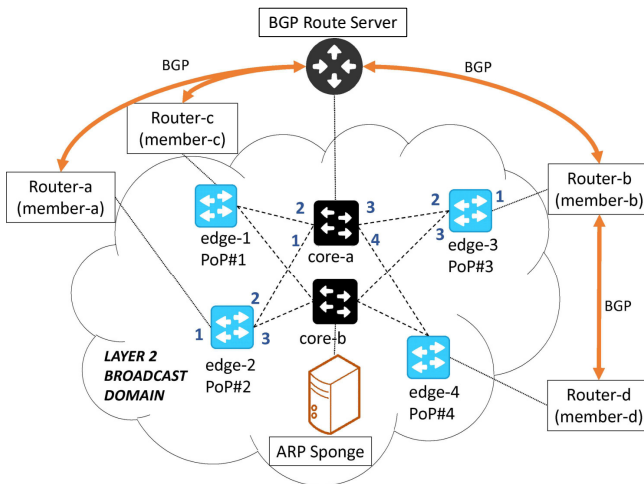 BGP Route Server
BGP
BGP
Router-c
(member-c)
Router-a
(member-a)
Router-b
(member-b)
2
3
2
1
edge-1
PoP#1
1
4
3
edge-3
PoP#3
core-a
2
1
3
edge-2
PoP#2
core-b
LAYER 2
BROADCAST
DOMAIN
edge-4
PoP#4
BGP
Router-d
(member-d)
ARP Sponge